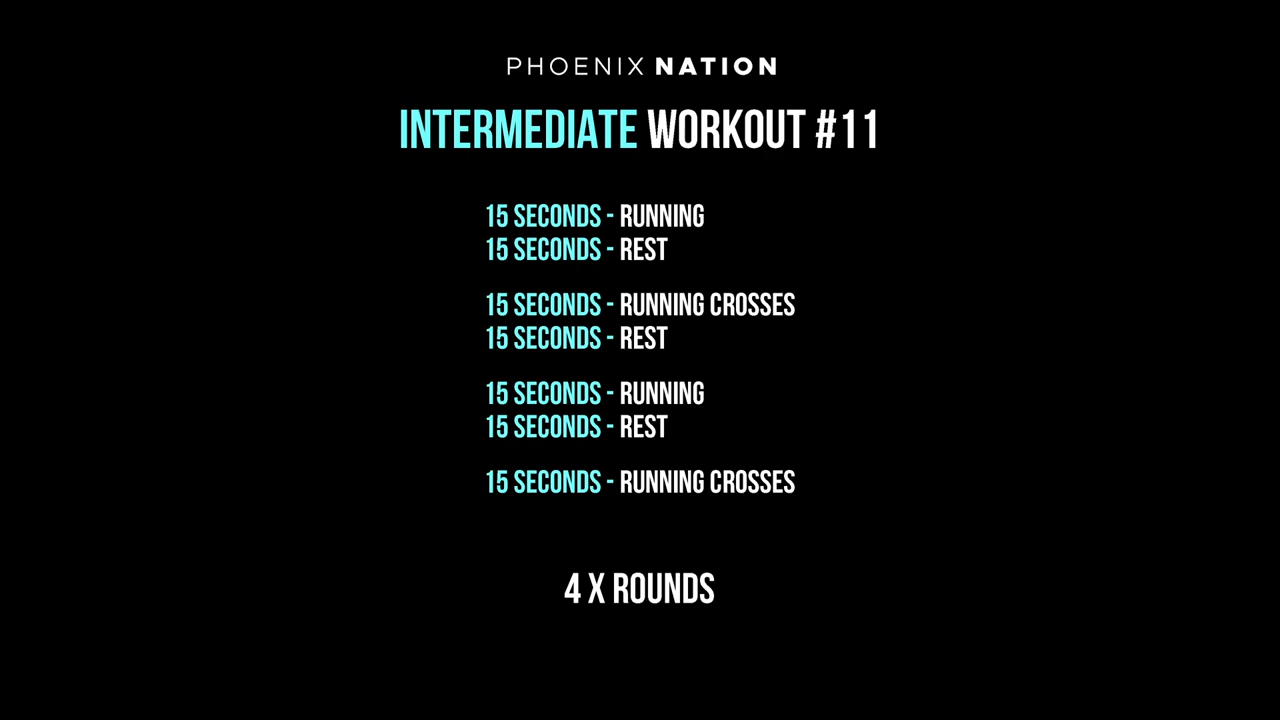 PHOENIX NATION
INTERMEDIATE WORKOUT #11
15 SECONDS - RUNNING
15 SECONDS - REST
15 SECONDS - RUNNING CROSSES
15 SECONDS - REST
15 SECONDS - RUNNING
15 SECONDS - REST
15 SECONDS - RUNNING CROSSES
4 X ROUNDS